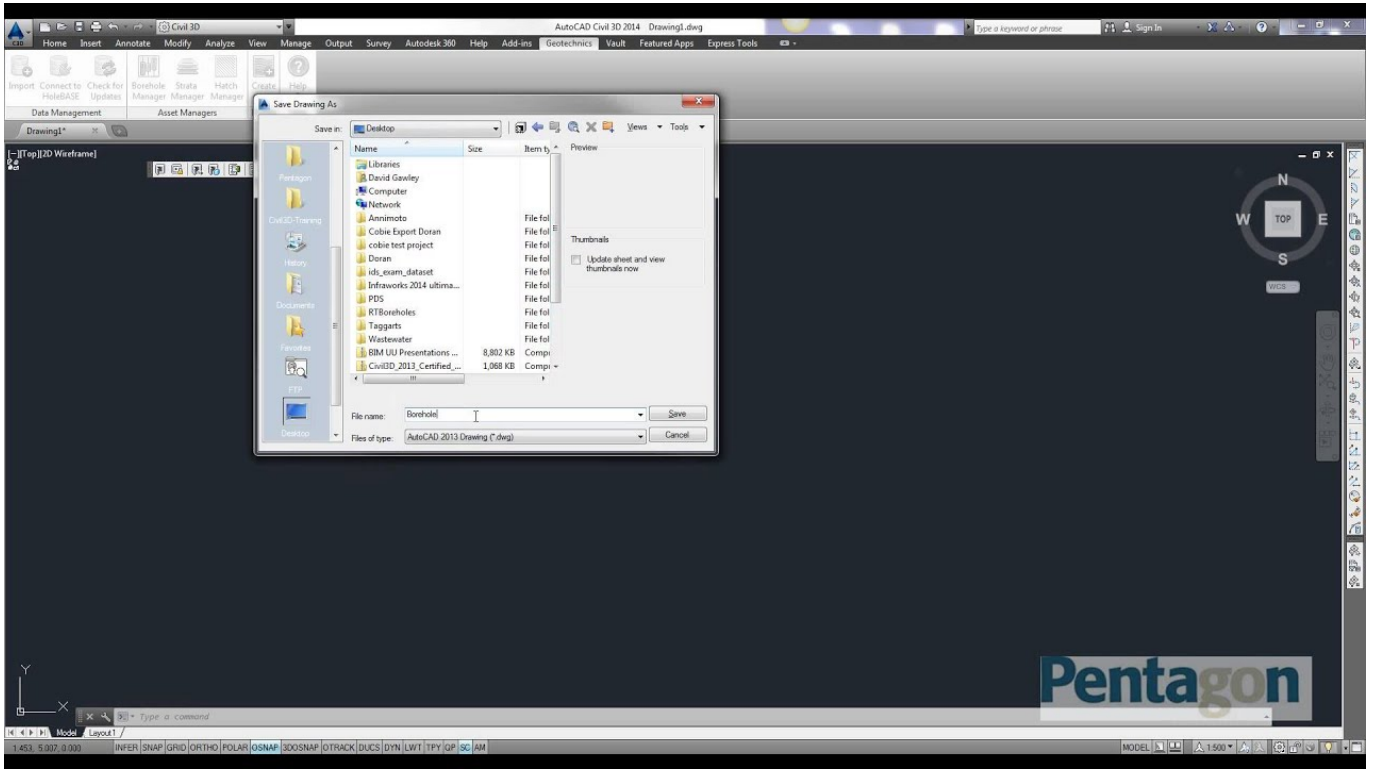 Civil 3D
AutoCAD Civil 3D 2014 Drawing1.dwg
Type a keyword or phrase
Sign In
Home Insert Annotate Modify Analyze View Manage Output Survey Autodesk 360 Help Add-ins Geotechnics Vault Featured Apps Express Tools
Import Connect to HoleBASE Check for Updates Borehole Manager Strata Manager Hatch Manager Create Help
Data Management Asset Managers
Drawing1*
[-][Top][2D Wireframe]
Save Drawing As
Save in: Desktop Views Tools
Name Size Item ty Preview
Libraries
David Gawley
Computer
Network
Annimoto File fol
Cobie Export Doran File fol
cobie test project File fol
Doran File fol
ids_exam_dataset File fol
Infraworks 2014 ultima... File fol
PDS File fol
RTBoreholes File fol
Taggarts File fol
Wastewater File fol
BIM UU Presentations ... 8,802 KB Compr
Civil3D_2013_Certified_... 1,068 KB Compr
Pentagon
Civil3D-Training
History
Documents
Favorites
FTP
Desktop
Thumbnails
Update sheet and view
thumbnails now
File name: Borehole Save
Files of type: AutoCAD 2013 Drawing (*.dwg) Cancel
N
W TOP E
S
WCS
Pentagon
Y
X
Type a command
Model Layout1
1.453, 5.007, 0.000 INFER SNAP GRID ORTHO POLAR OSNAP 3DOSNAP OTRACK DUCS DYN LWT TPY QP SC AM MODEL 1:500